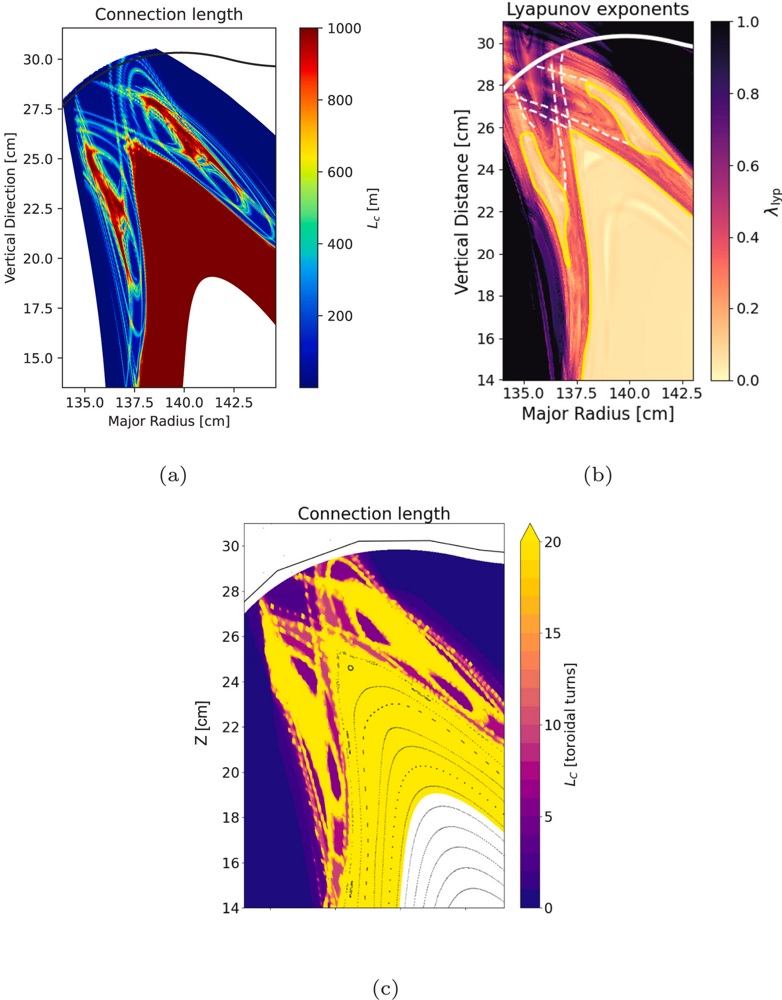 Connection length
30.0
27.5
25.0
22.5
20.0
17.5
15.0
Vertical Direction [cm]
135.0 137.5 140.0 142.5
Major Radius [cm]
1000
800
600
400
200
L_c [m]
(a)
Lyapunov exponents
30
28
26
24
22
20
18
16
14
Vertical Distance [cm]
135.0 137.5 140.0 142.5
Major Radius [cm]
1.0
0.8
0.6
0.4
0.2
0.0
λ_lyp
(b)
Connection length
30
28
26
24
22
20
18
16
14
Z [cm]
20
15
10
5
0
L_C [toroidal turns]
(c)